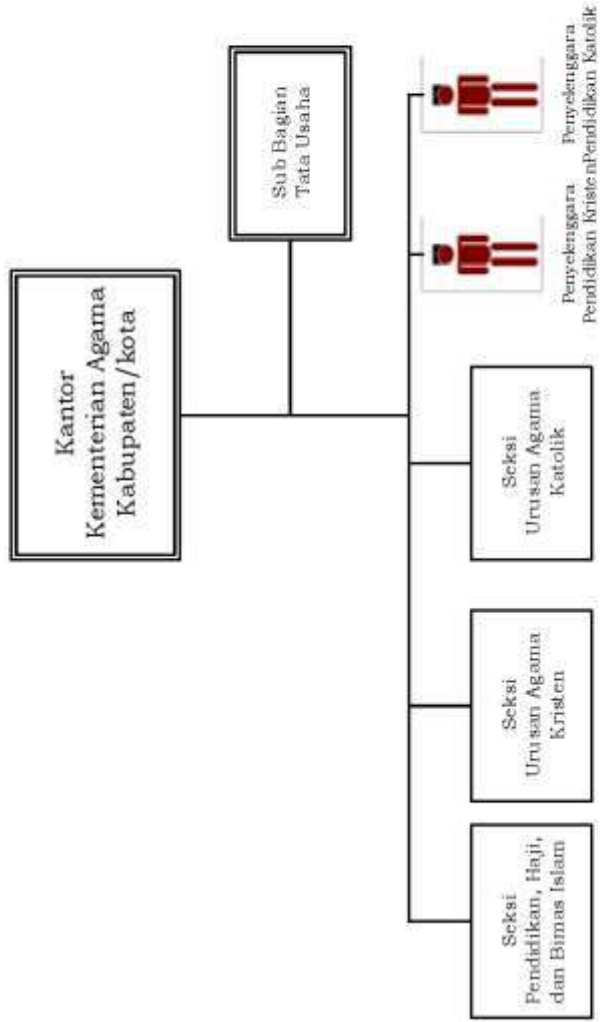 Kantor
Kementerian Agama
Kabupaten/kota
Sub Bagian
Tata Usaha
Seksi
Pendidikan, Haji,
dan Bimas Islam
Seksi
Urusan Agama
Kristen
Seksi
Urusan Agama
Katolik
Penyelenggara
Pendidikan Kristen
Penyelenggara
Pendidikan Katolik